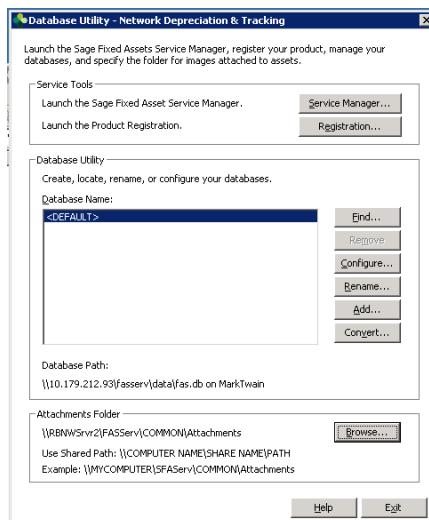 Database Utility - Network Depreciation & Tracking
Launch the Sage Fixed Assets Service Manager, register your product, manage your
databases, and specify the folder for images attached to assets.
Service Tools
Launch the Sage Fixed Asset Service Manager.
Service Manager...
Launch the Product Registration.
Registration...
Database Utility
Create, locate, rename, or configure your databases.
Database Name:
<DEFAULT>
Find...
Remove
Configure...
Rename...
Add...
Convert...
Database Path:
\\10.179.212.93\fasserv\data\fas.db on MarkTwain
Attachments Folder
\\RBNWSrvr2\FASServ\COMMON\Attachments
Browse...
Use Shared Path: \\COMPUTER NAME\SHARE NAME\PATH
Example: \\MYCOMPUTER\SFAServ\COMMON\Attachments
Help
Exit